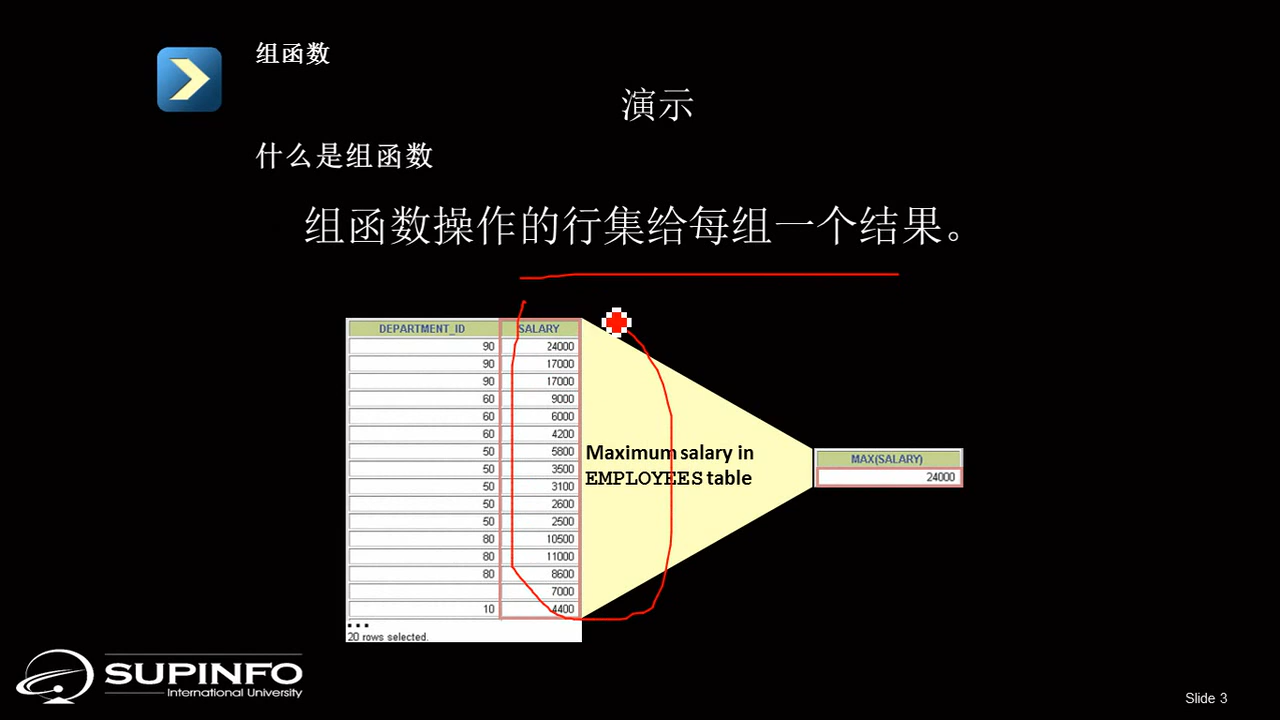 组函数
演示
什么是组函数
组函数操作的行集给每组一个结果。
DEPARTMENT_ID SALARY
90 24000
90 17000
90 17000
60 9000
60 6000
60 4200
50 5800
50 3500
50 3100
50 2600
50 2500
80 10500
80 11000
80 8600
7000
10 4400
...
20 rows selected.
Maximum salary in
EMPLOYEES table
MAX(SALARY)
24000
SUPINFO
International University
Slide 3